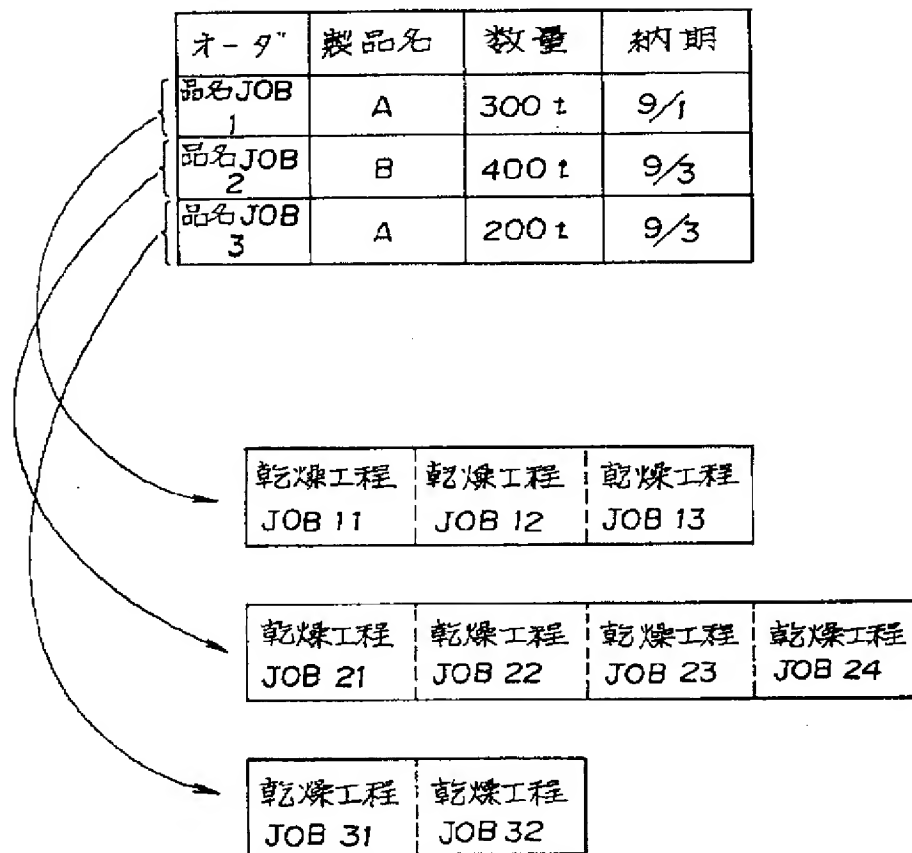 オーダ 製品名 数量 納期
品名JOB
1 A 300t 9/1
品名JOB
2 B 400t 9/3
品名JOB
3 A 200t 9/3
乾燥工程 乾燥工程 乾燥工程
JOB 11 JOB 12 JOB 13
乾燥工程 乾燥工程 乾燥工程 乾燥工程
JOB 21 JOB 22 JOB 23 JOB 24
乾燥工程 乾燥工程
JOB 31 JOB 32